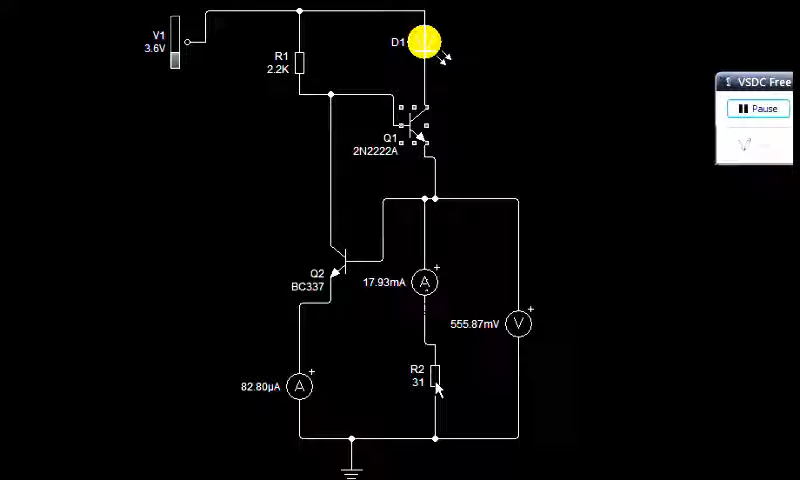 V1
3.6V
R1
2.2K
D1
Q1
2N2222A
Q2
BC337
17.93mA
A
+
555.87mV
V
+
R2
31
82.80µA
A
+
VSDC Free
Pause